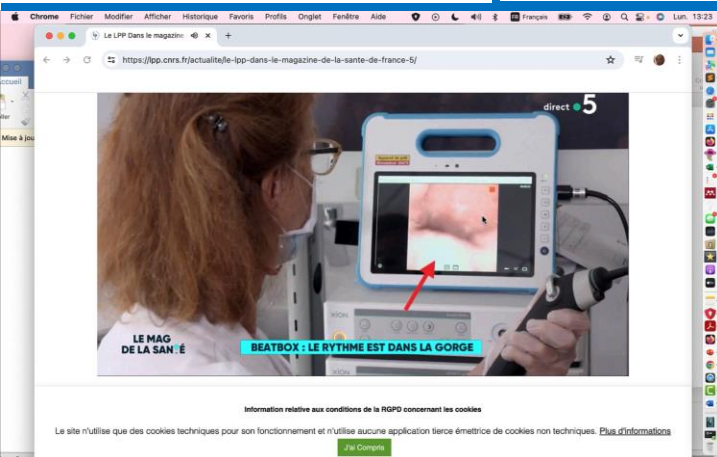 Chrome Fichier Modifier Afficher Historique Favoris Profils Onglet Fenêtre Aide
Français
Lun. 13:23
Le LPP Dans le magazine
https://lpp.cnrs.fr/actualite/le-lpp-dans-le-magazine-de-la-sante-de-france-5/
Mise à jou
direct 5
XION
LE MAG
DE LA SANTÉ
BEATBOX : LE RYTHME EST DANS LA GORGE
XION
Information relative aux conditions de la RGPD concernant les cookies
Le site n'utilise que des cookies techniques pour son fonctionnement et n'utilise aucune application tierce émettrice de cookies non techniques. Plus d'informations
J'ai Compris